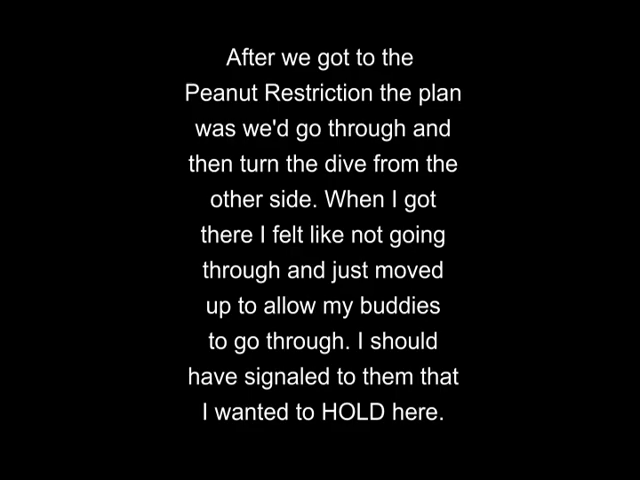 After we got to the
Peanut Restriction the plan
was we'd go through and
then turn the dive from the
other side. When I got
there I felt like not going
through and just moved
up to allow my buddies
to go through. I should
have signaled to them that
I wanted to HOLD here.